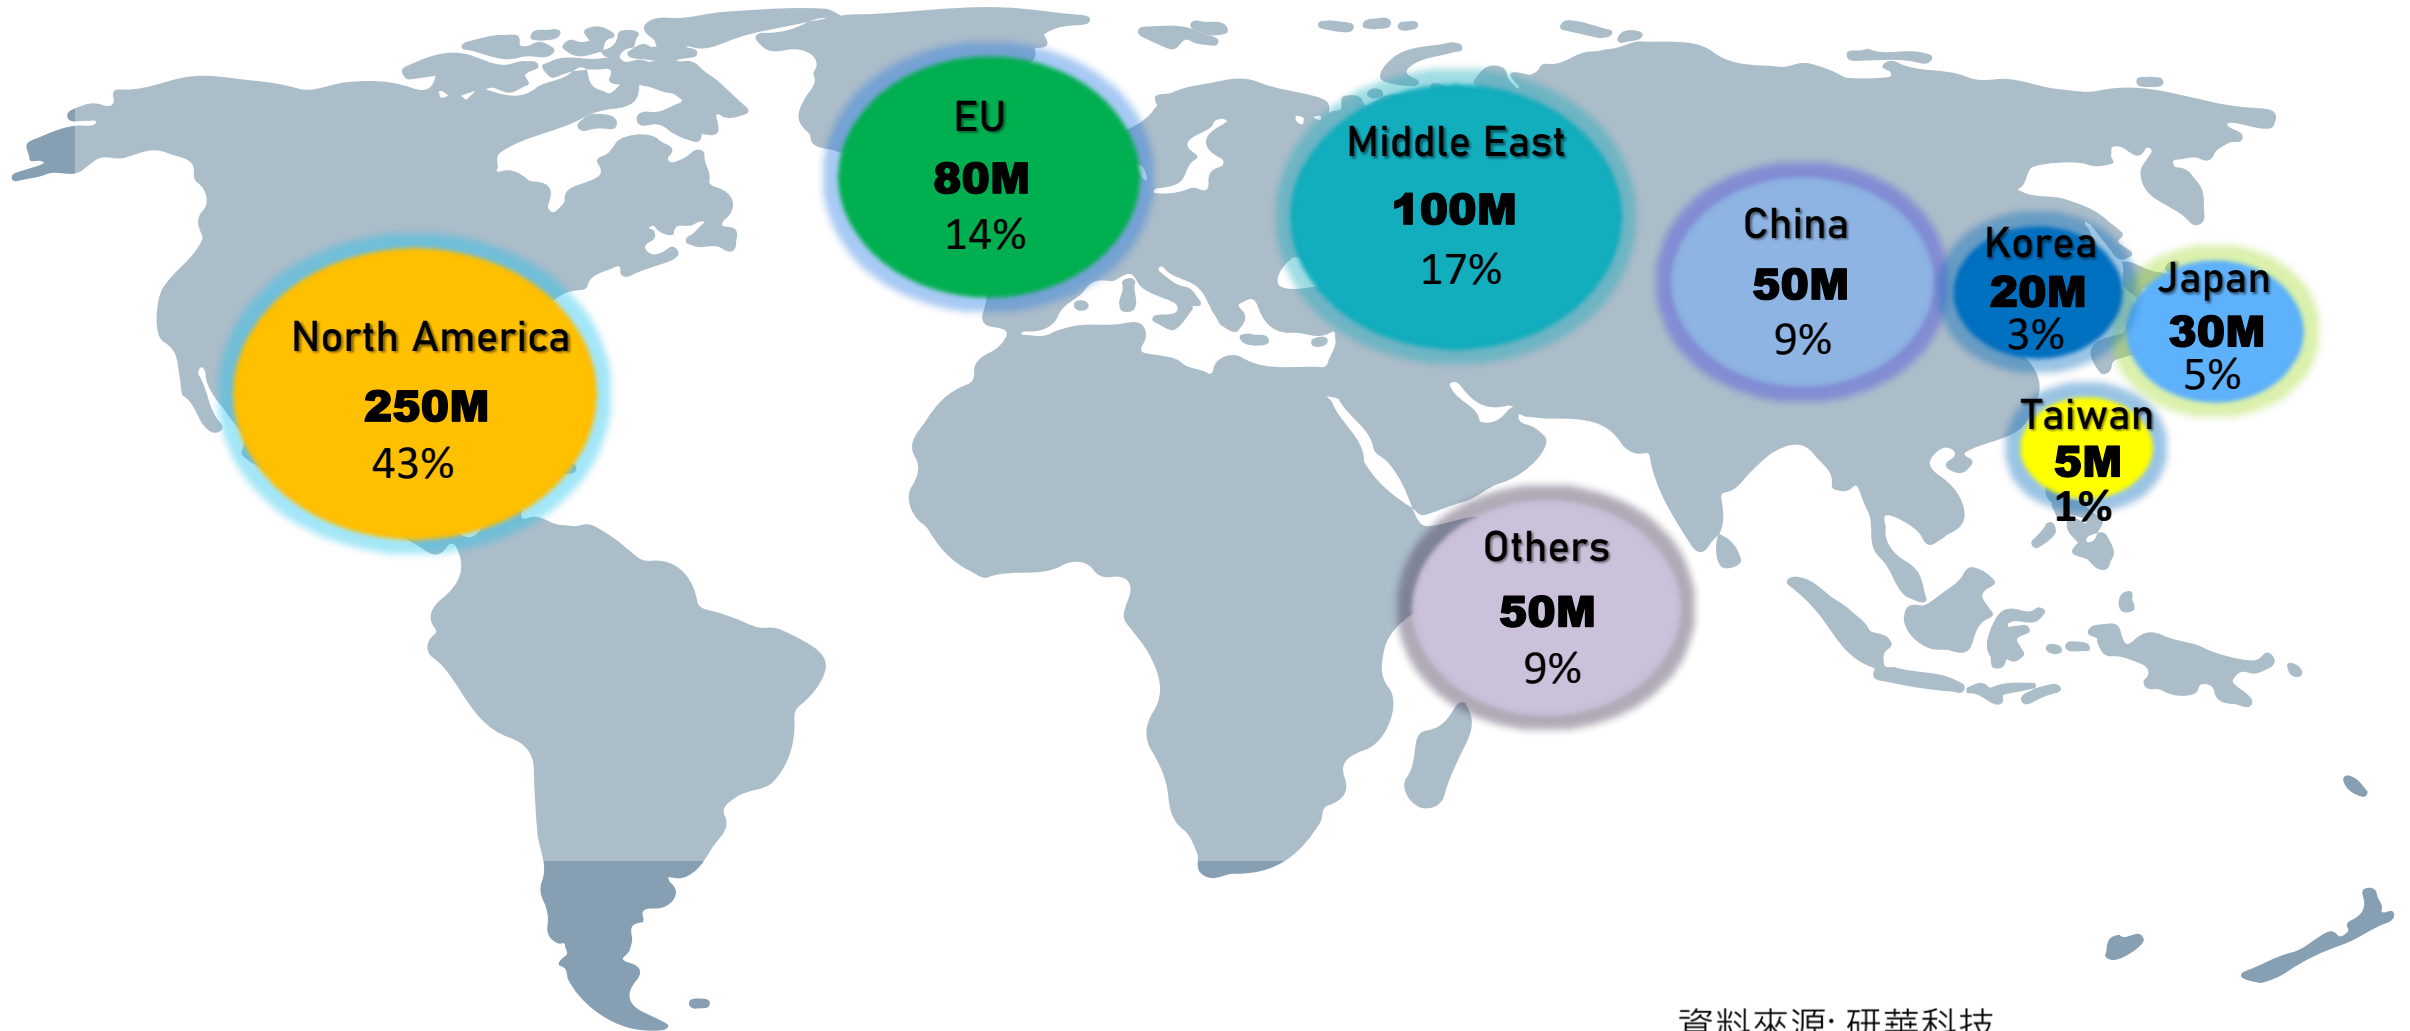 EU
80M
14%
Middle East
100M
17%
China
50M
9%
Korea
20M
3%
Japan
30M
5%
North America
250M
43%
Taiwan
5M
1%
Others
50M
9%
資料來源: 研華科技